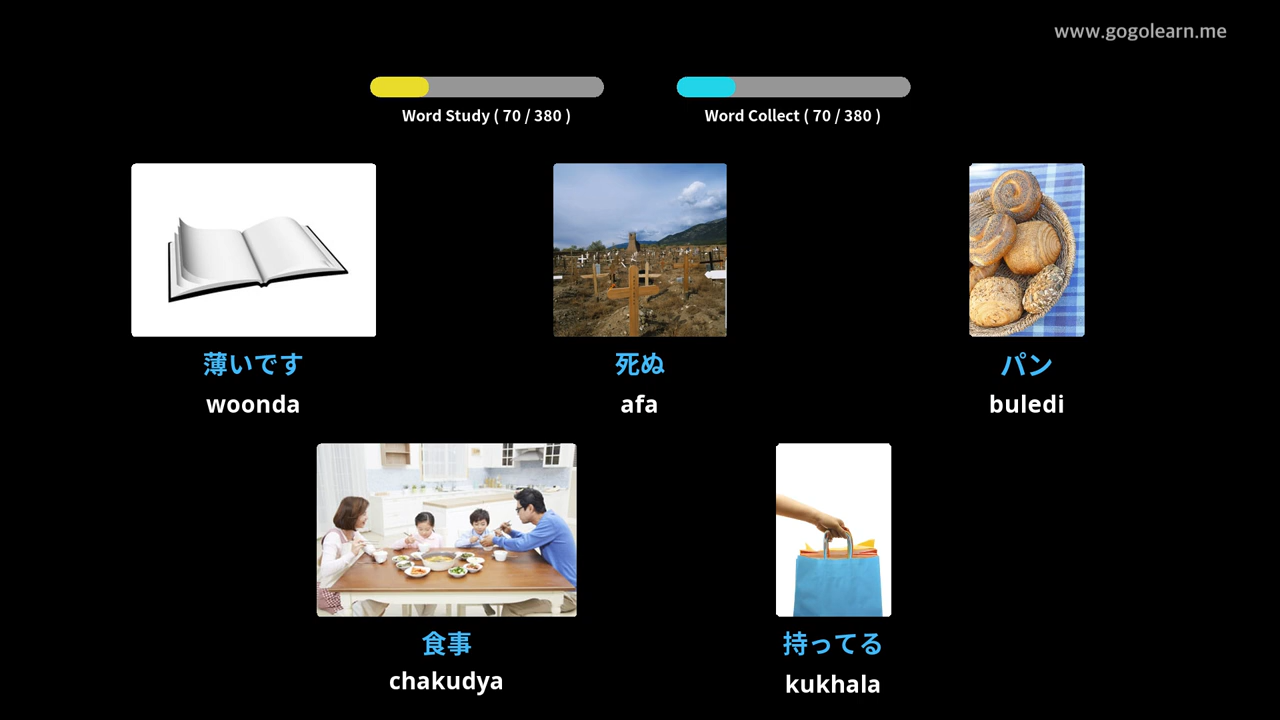 www.gogolearn.me
Word Study ( 70 / 380 )
Word Collect ( 70 / 380 )
薄いです
woonda
死ぬ
afa
パン
buledi
食事
chakudya
持ってる
kukhala